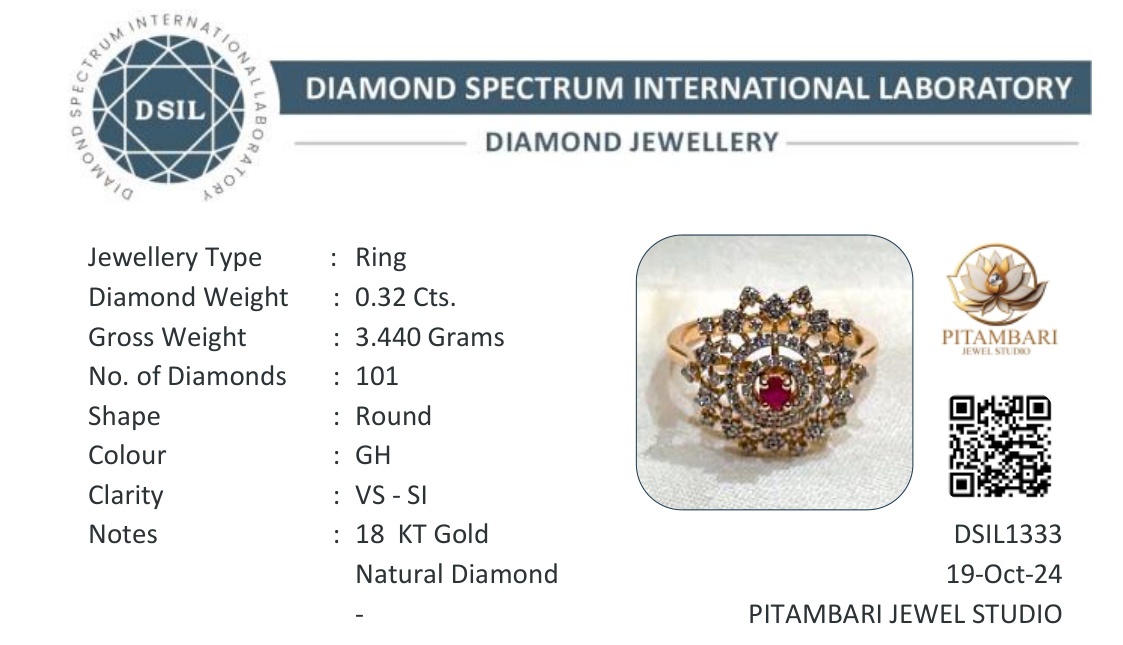 DIAMOND SPECTRUM INTERNATIONAL LABORATORY
DSIL
DIAMOND SPECTRUM INTERNATIONAL LABORATORY
DIAMOND JEWELLERY
Jewellery Type : Ring
Diamond Weight : 0.32 Cts.
Gross Weight : 3.440 Grams
No. of Diamonds : 101
Shape : Round
Colour : GH
Clarity : VS - SI
Notes : 18 KT Gold
Natural Diamond
-
PITAMBARI
JEWEL STUDIO
DSIL1333
19-Oct-24
PITAMBARI JEWEL STUDIO